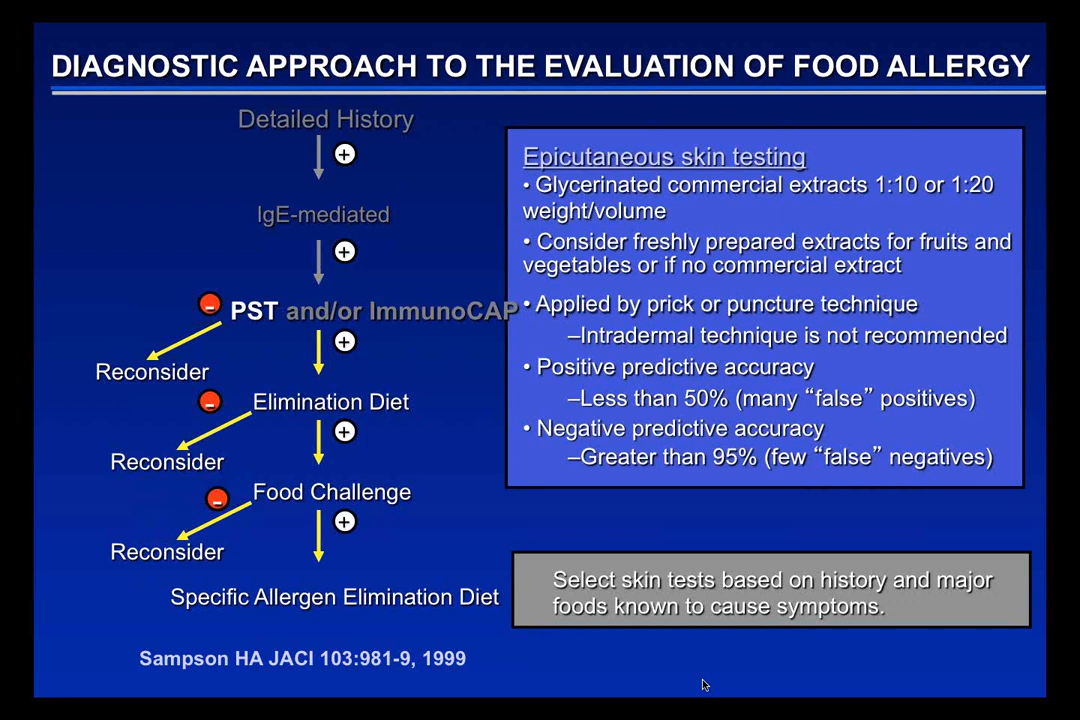 DIAGNOSTIC APPROACH TO THE EVALUATION OF FOOD ALLERGY
Detailed History
+
IgE-mediated
+
-
PST and/or ImmunoCAP
+
Reconsider
-
Elimination Diet
+
Reconsider
-
Food Challenge
+
Reconsider
Specific Allergen Elimination Diet
Sampson HA JACI 103:981-9, 1999
Epicutaneous skin testing
• Glycerinated commercial extracts 1:10 or 1:20
weight/volume
• Consider freshly prepared extracts for fruits and
vegetables or if no commercial extract
• Applied by prick or puncture technique
–Intradermal technique is not recommended
• Positive predictive accuracy
–Less than 50% (many “false” positives)
• Negative predictive accuracy
–Greater than 95% (few “false” negatives)
Select skin tests based on history and major
foods known to cause symptoms.